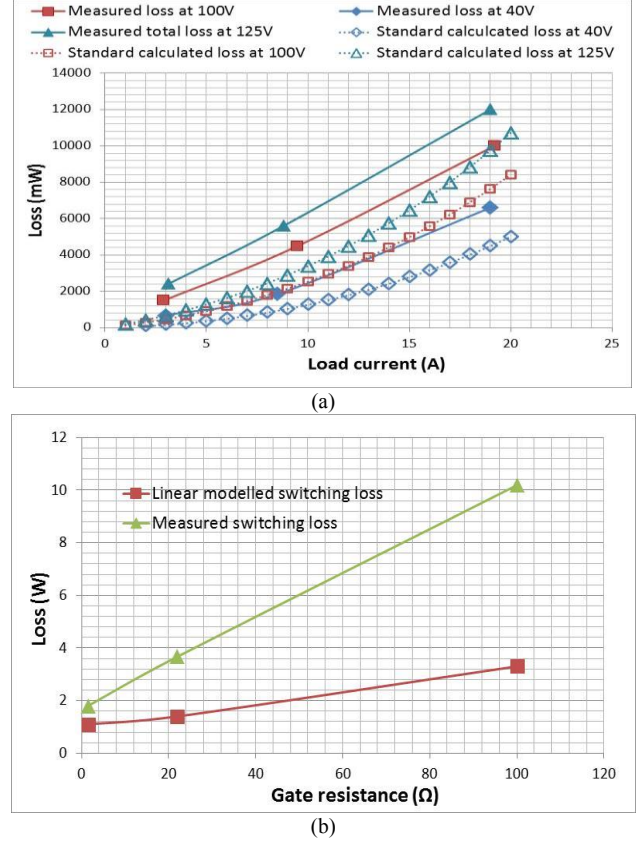 Measured loss at 100V Measured loss at 40V
Measured total loss at 125V Standard calculcated loss at 40V
Standard calculated loss at 100V Standard calculated loss at 125V
14000
12000
10000
8000
6000
4000
2000
0
Loss (mW)
0 5 10 15 20 25
Load current (A)
(a)
12
10
8
6
4
2
0
Loss (W)
Linear modelled switching loss
Measured switching loss
0 20 40 60 80 100 120
Gate resistance (Ω)
(b)